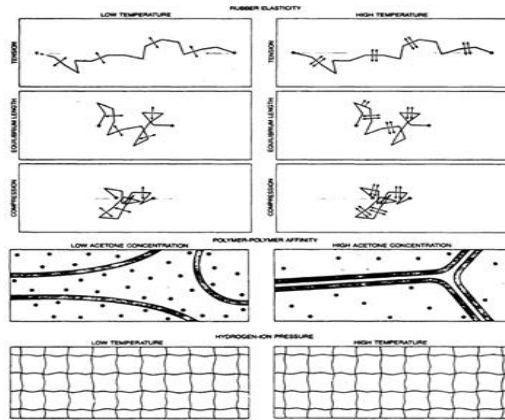 RUBBER ELASTICITY
LOW TEMPERATURE
HIGH TEMPERATURE
TENSION
TENSION
EQUILIBRIUM LENGTH
EQUILIBRIUM LENGTH
COMPRESSION
COMPRESSION
POLYMER-POLYMER AFFINITY
LOW ACETONE CONCENTRATION
HIGH ACETONE CONCENTRATION
HYDROGEN-ION PRESSURE
LOW TEMPERATURE
HIGH TEMPERATURE